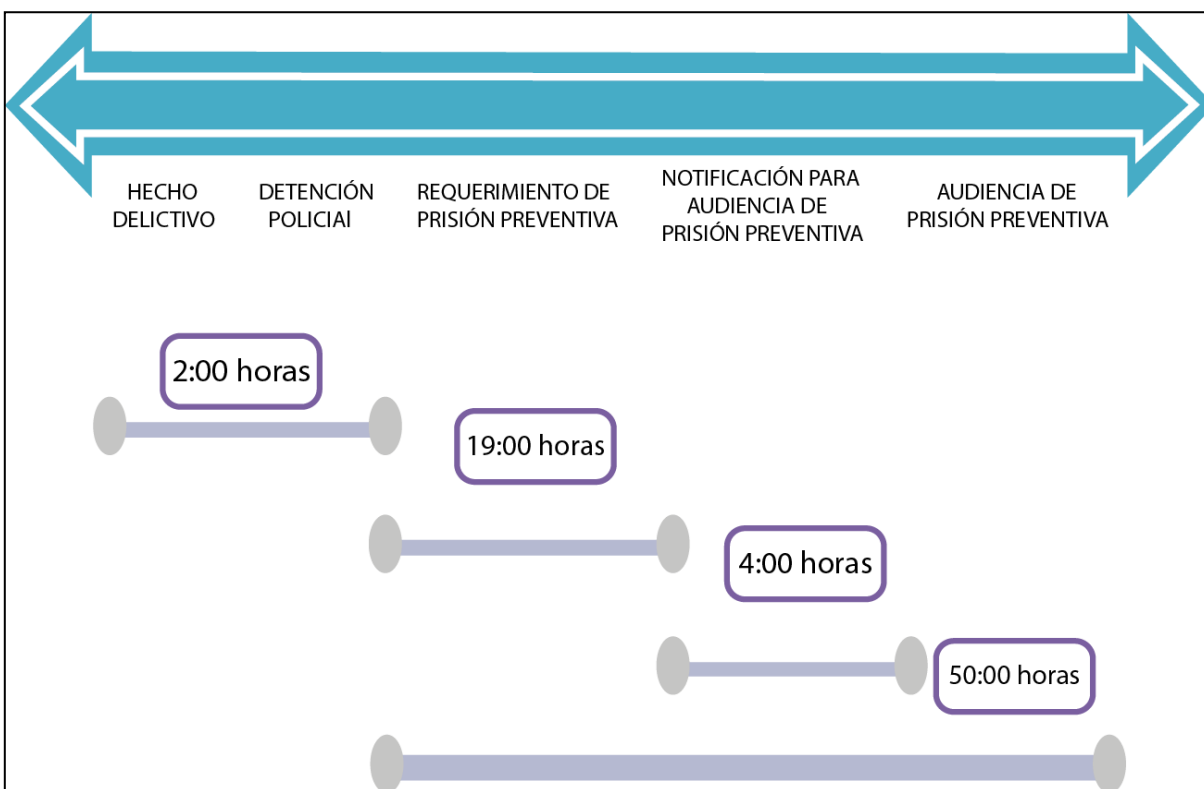 HECHO
DELICTIVO
DETENCIÓN
POLICIAl
REQUERIMIENTO DE
PRISIÓN PREVENTIVA
NOTIFICACIÓN PARA
AUDIENCIA DE
PRISIÓN PREVENTIVA
AUDIENCIA DE
PRISIÓN PREVENTIVA
2:00 horas
19:00 horas
4:00 horas
50:00 horas